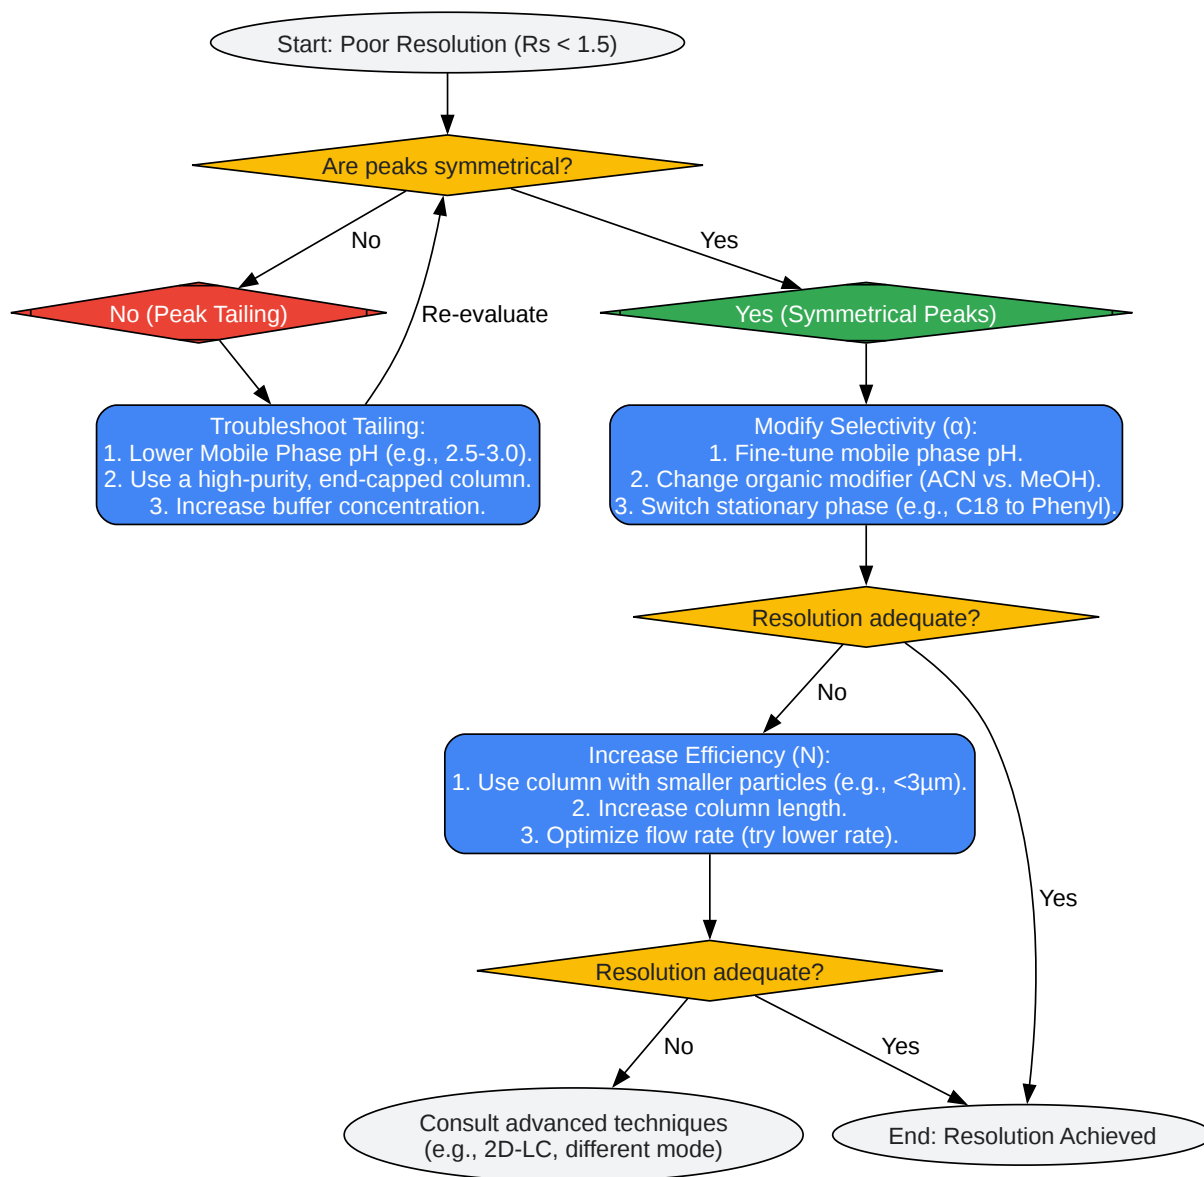 Start: Poor Resolution (Rs < 1.5)
Are peaks symmetrical?
No
Yes
No (Peak Tailing)
Re-evaluate
Yes (Symmetrical Peaks)
Troubleshoot Tailing:
1. Lower Mobile Phase pH (e.g., 2.5-3.0).
2. Use a high-purity, end-capped column.
3. Increase buffer concentration.
Modify Selectivity (α):
1. Fine-tune mobile phase pH.
2. Change organic modifier (ACN vs. MeOH).
3. Switch stationary phase (e.g., C18 to Phenyl).
Resolution adequate?
No
Increase Efficiency (N):
1. Use column with smaller particles (e.g., <3µm).
2. Increase column length.
3. Optimize flow rate (try lower rate).
Yes
Resolution adequate?
No
Yes
Consult advanced techniques
(e.g., 2D-LC, different mode)
End: Resolution Achieved